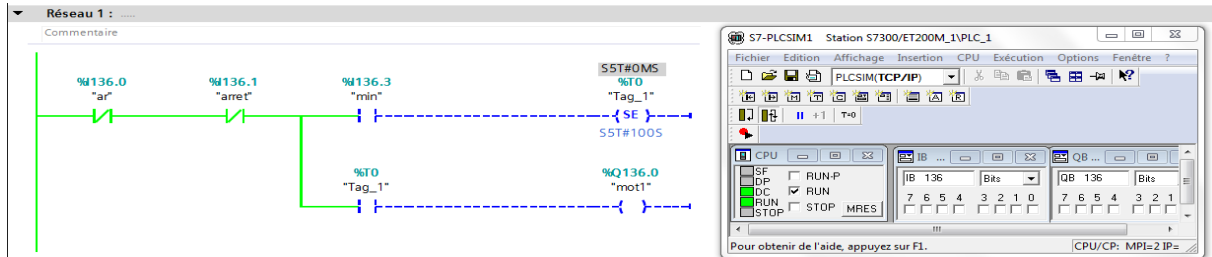 Réseau 1 : .....
Commentaire
%I136.0
"ar"
%I136.1
"arret"
%I136.3
"min"
S5T#0MS
%T0
"Tag_1"
SE
S5T#100S
%T0
"Tag_1"
%Q136.0
"mot1"
S7-PLCSIM1 Station S7300/ET200M_1\PLC_1
Fichier Edition Affichage Insertion CPU Exécution Options Fenêtre ?
PLCSIM(TCP/IP)
+1 T=0
CPU
SF
DP
DC
RUN
STOP
RUN-P
RUN
STOP MRES
IB ...
IB 136 Bits
7 6 5 4 3 2 1 0
QB ...
QB 136 Bits
7 6 5 4 3 2 1
Pour obtenir de l'aide, appuyez sur F1.
CPU/CP: MPI=2 IP=